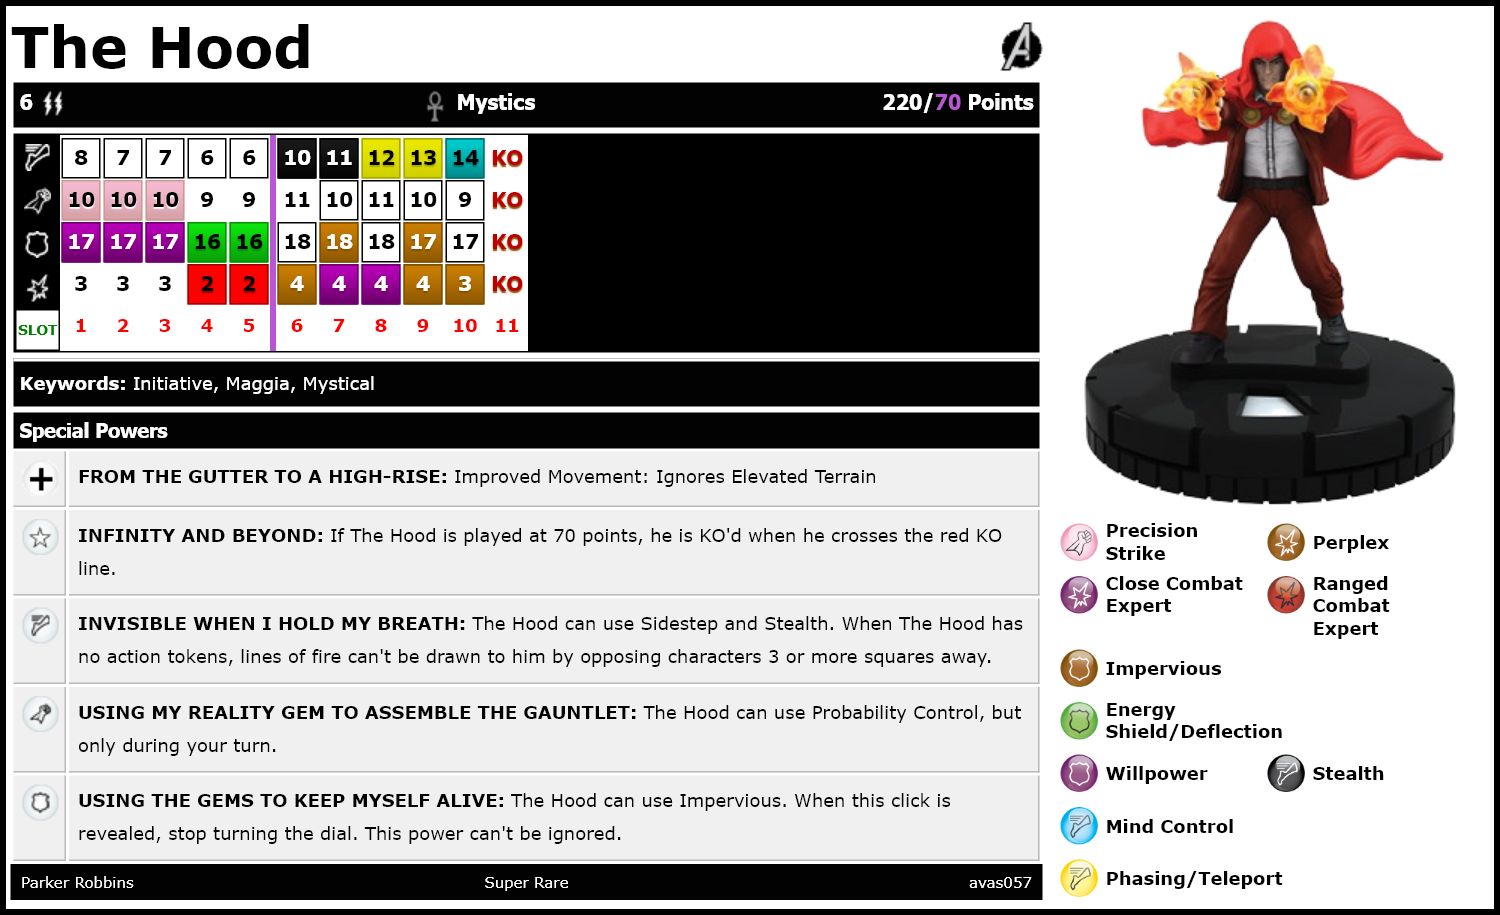 The Hood
6 Mystics 220/70 Points
8 7 7 6 6 10 11 12 13 14 KO
10 10 10 9 9 11 10 11 10 9 KO
17 17 17 16 16 18 18 18 17 17 KO
3 3 3 2 2 4 4 4 4 3 KO
SLOT 1 2 3 4 5 6 7 8 9 10 11
Keywords: Initiative, Maggia, Mystical
Special Powers
FROM THE GUTTER TO A HIGH-RISE: Improved Movement: Ignores Elevated Terrain
INFINITY AND BEYOND: If The Hood is played at 70 points, he is KO'd when he crosses the red KO
line.
INVISIBLE WHEN I HOLD MY BREATH: The Hood can use Sidestep and Stealth. When The Hood has
no action tokens, lines of fire can't be drawn to him by opposing characters 3 or more squares away.
USING MY REALITY GEM TO ASSEMBLE THE GAUNTLET: The Hood can use Probability Control, but
only during your turn.
USING THE GEMS TO KEEP MYSELF ALIVE: The Hood can use Impervious. When this click is
revealed, stop turning the dial. This power can't be ignored.
Parker Robbins Super Rare avas057
Precision
Strike
Perplex
Close Combat
Expert
Ranged
Combat
Expert
Impervious
Energy
Shield/Deflection
Willpower
Stealth
Mind Control
Phasing/Teleport